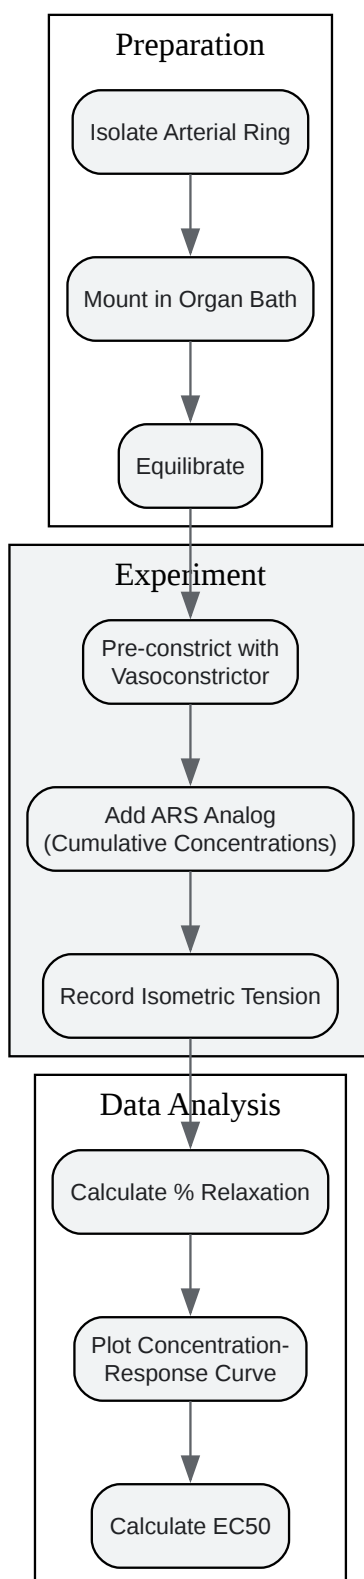 Preparation
Isolate Arterial Ring
Mount in Organ Bath
Equilibrate
Experiment
Pre-constrict with
Vasoconstrictor
Add ARS Analog
(Cumulative Concentrations)
Record Isometric Tension
Data Analysis
Calculate % Relaxation
Plot Concentration-
Response Curve
Calculate EC50